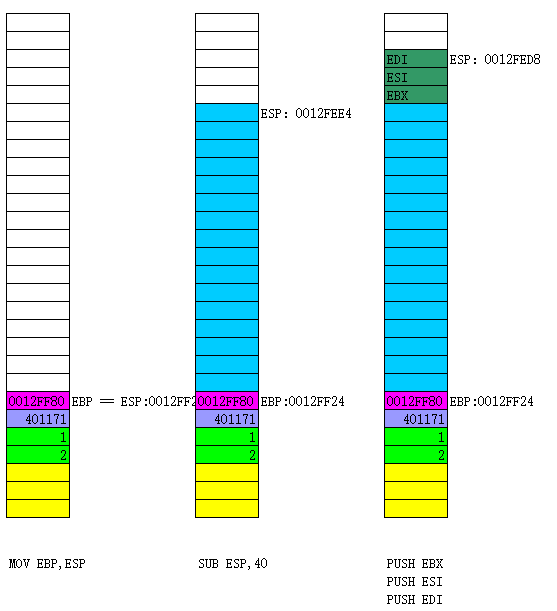 EDI ESP: 0012FED8
ESI
EBX
ESP: 0012FEE4
0012FF80 EBP == ESP:0012FF2 0012FF80 EBP:0012FF24 0012FF80 EBP:0012FF24
401171 401171 401171
1 1 1
2 2 2
MOV EBP,ESP SUB ESP,40 PUSH EBX
PUSH ESI
PUSH EDI